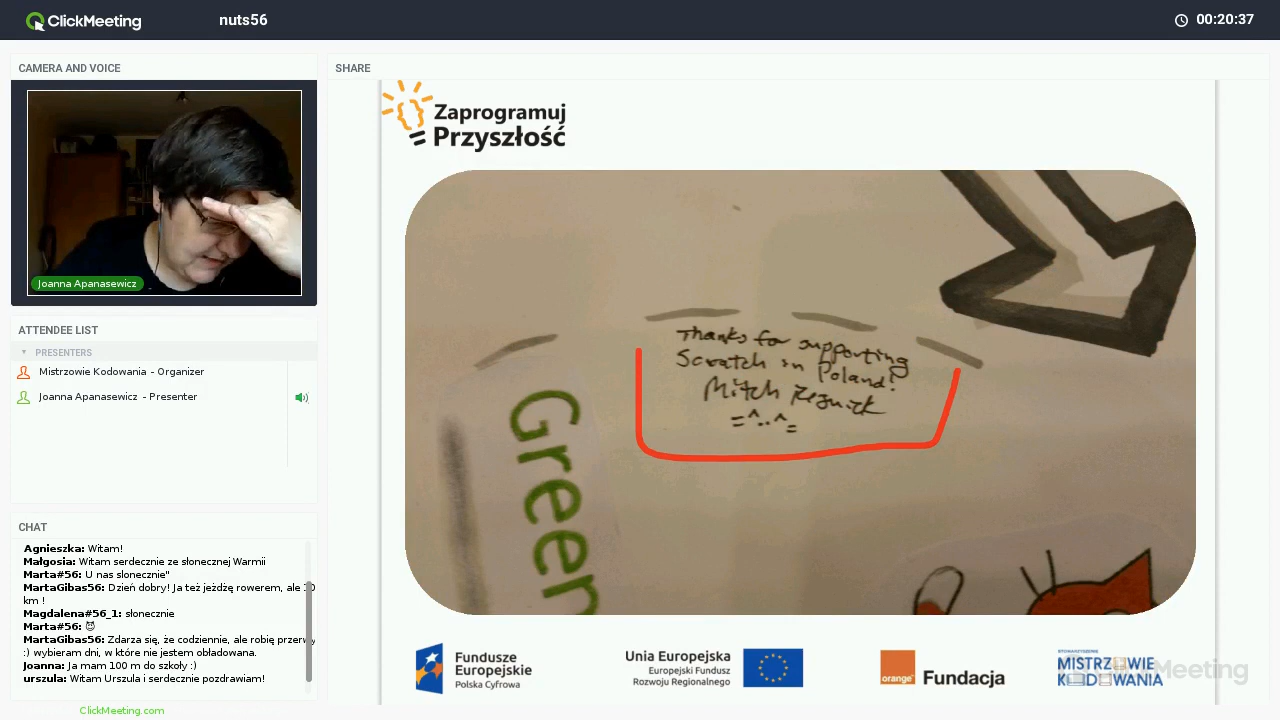 ClickMeeting
nuts56
00:20:37
CAMERA AND VOICE
Joanna Apanasewicz
ATTENDEE LIST
PRESENTERS
Mistrzowie Kodowania - Organizer
Joanna Apanasewicz - Presenter
CHAT
Agnieszka: Witam!
Małgosia: Witam serdecznie ze słonecznej Warmii
Marta#56: U nas slonecznie"
MartaGibas56: Dzień dobry! Ja też jeżdżę rowerem, ale
km !
Magdalena#56_1: słonecznie
Marta#56:
MartaGibas56: Zdarza się, że codziennie, ale robię przerwy
:) wybieram dni, w które nie jestem obładowana.
Joanna: Ja mam 100 m do szkoły :)
urszula: Witam Urszula i serdecznie pozdrawiam!
ClickMeeting.com
SHARE
Zaprogramuj
Przyszłość
Thanks for supporting
Scratch in Poland!
Mitch Resnick
=^..^=
Green
Fundusze
Europejskie
Polska Cyfrowa
Unia Europejska
Europejski Fundusz
Rozwoju Regionalnego
orange
Fundacja
STOWARZYSZENIE
MISTRZOWIE
KODOWANIA
ClickMeeting